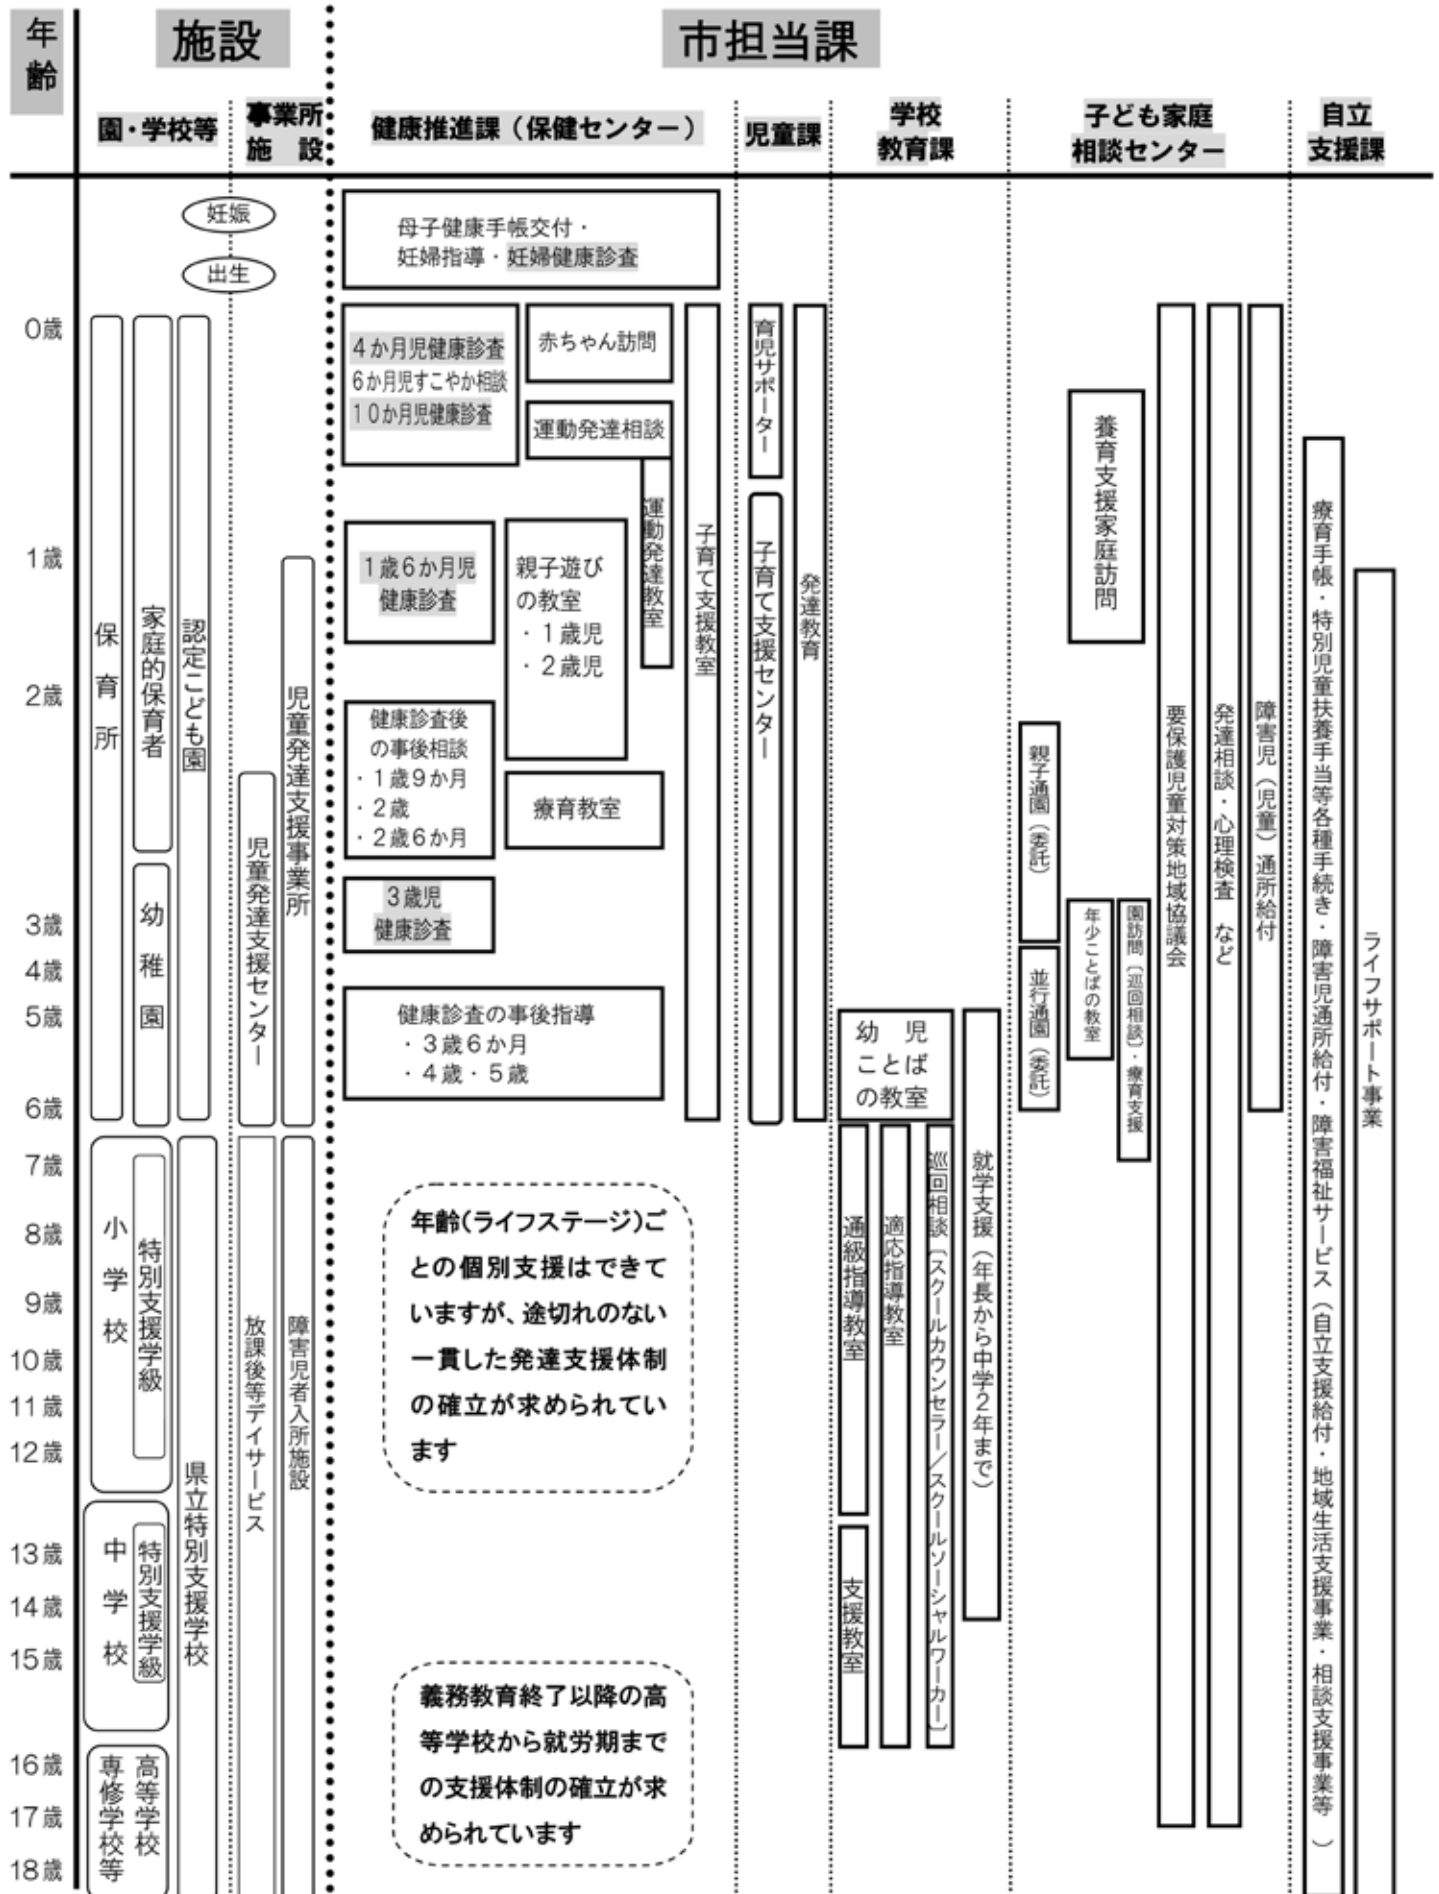 年齢
施設
市担当課
園・学校等
事業所
施　設
健康推進課（保健センター）
児童課
学校
教育課
子ども家庭
相談センター
自立
支援課
妊娠
出生
母子健康手帳交付・
妊婦指導・妊婦健康診査
0歳
1歳
2歳
3歳
4歳
5歳
6歳
7歳
8歳
9歳
10歳
11歳
12歳
13歳
14歳
15歳
16歳
17歳
18歳
保育所
家庭的保育者
認定こども園
幼稚園
児童発達支援センター
児童発達支援事業所
小学校
特別支援学級
中学校
特別支援学級
県立特別支援学校
専修学校等
高等学校
放課後等デイサービス
障害児者入所施設
4か月児健康診査
6か月児すこやか相談
10か月児健康診査
赤ちゃん訪問
運動発達相談
運動発達教室
1歳6か月児
健康診査
親子遊び
の教室
・1歳児
・2歳児
健康診査後
の事後相談
・1歳9か月
・2歳
・2歳6か月
療育教室
3歳児
健康診査
健康診査の事後指導
・3歳6か月
・4歳・5歳
子育て支援教室
年齢(ライフステージ)ご
との個別支援はできて
いますが、途切れのない
一貫した発達支援体制
の確立が求められてい
ます
義務教育終了以降の高
等学校から就労期まで
の支援体制の確立が求
められています
育児サポーター
子育て支援センター
発達教育
幼　児
ことば
の教室
通級指導教室
支援教室
適応指導教室
巡回相談〔スクールカウンセラー／スクールソーシャルワーカー〕
就学支援（年長から中学2年まで）
親子通園（委託）
並行通園（委託）
養育支援家庭訪問
年少ことばの教室
園訪問〔巡回相談〕・療育支援
要保護児童対策地域協議会
発達相談・心理検査　など
障害児（児童）通所給付
療育手帳・特別児童扶養手当等各種手続き・障害児通所給付・障害福祉サービス（自立支援給付・地域生活支援事業・相談支援事業等　）
ライフサポート事業